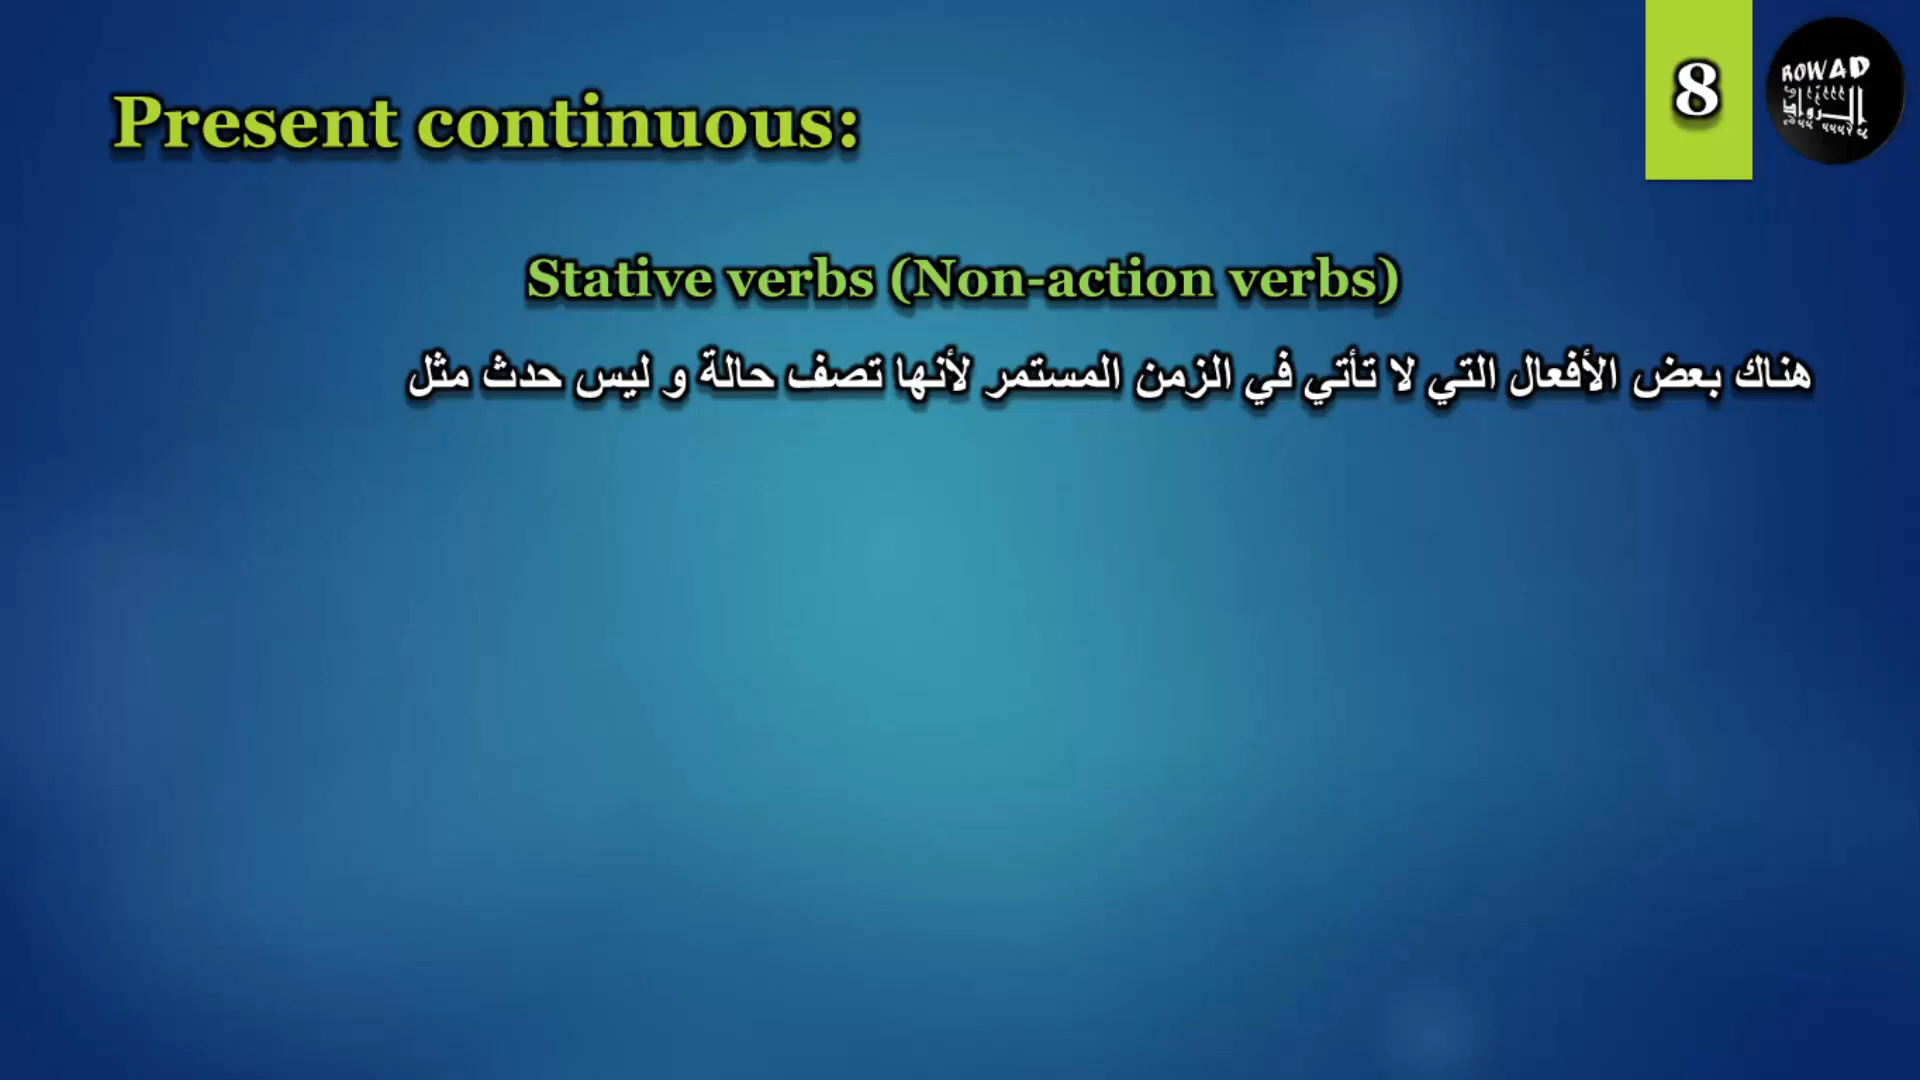 Present continuous:
8
ROWAD
الرواد
Stative verbs (Non-action verbs)
هناك بعض الأفعال التي لا تأتي في الزمن المستمر لأنها تصف حالة و ليس حدث مثل